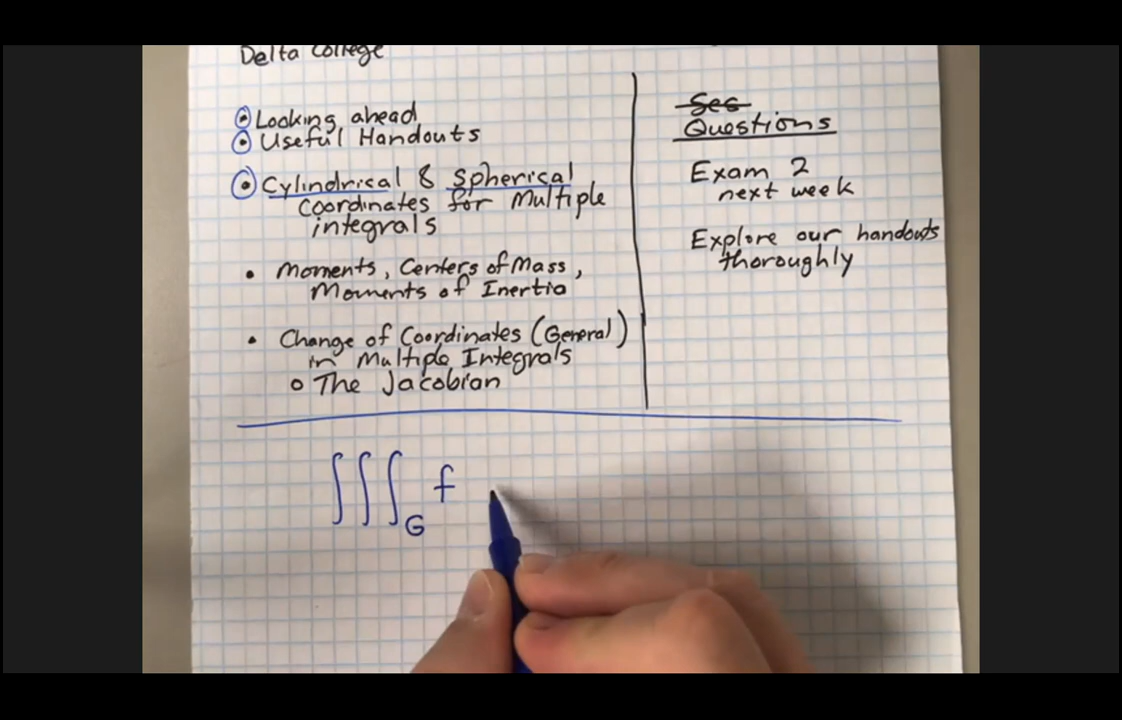 Delta College
Looking ahead
Useful Handouts
Cylindrical & Spherical
coordinates for Multiple
integrals
Moments, Centers of Mass,
Moments of Inertia
Change of Coordinates (General)
in Multiple Integrals
The Jacobian
Ses
Questions
Exam 2
next week
Explore our handouts
thoroughly
∭_G f